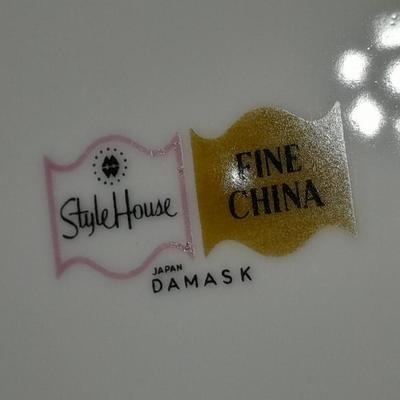 Style House
FINE
CHINA
JAPAN
DAMASK